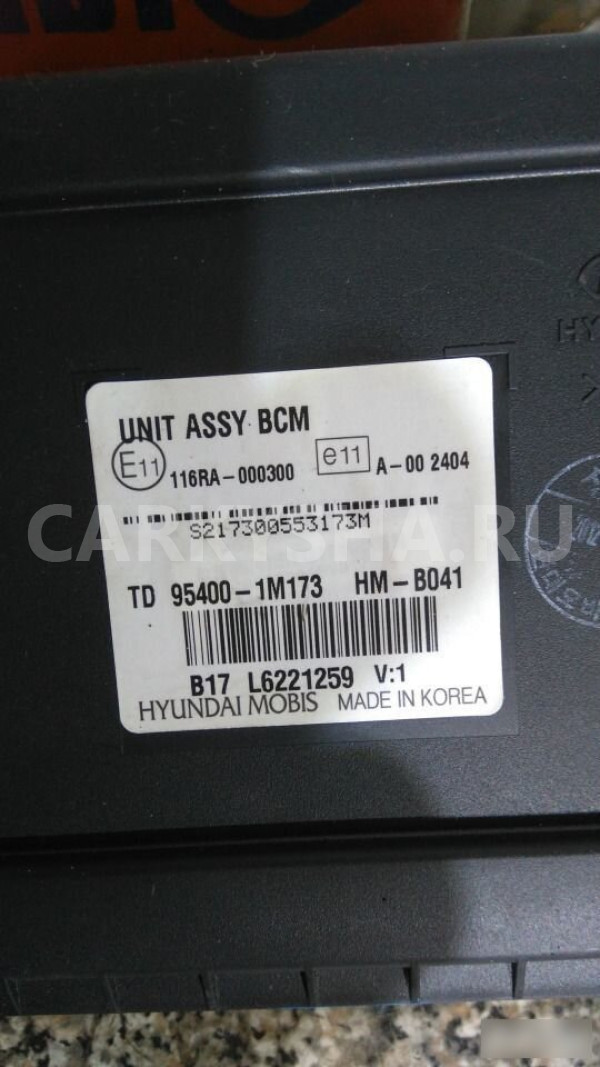 UNIT ASSY BCM
E11 116RA-000300 e11 A-00 2404
S217300553173M
CARKYSHA.RU
TD 95400-1M173 HM-B041
B17 L6221259 V:1
HYUNDAI MOBIS MADE IN KOREA